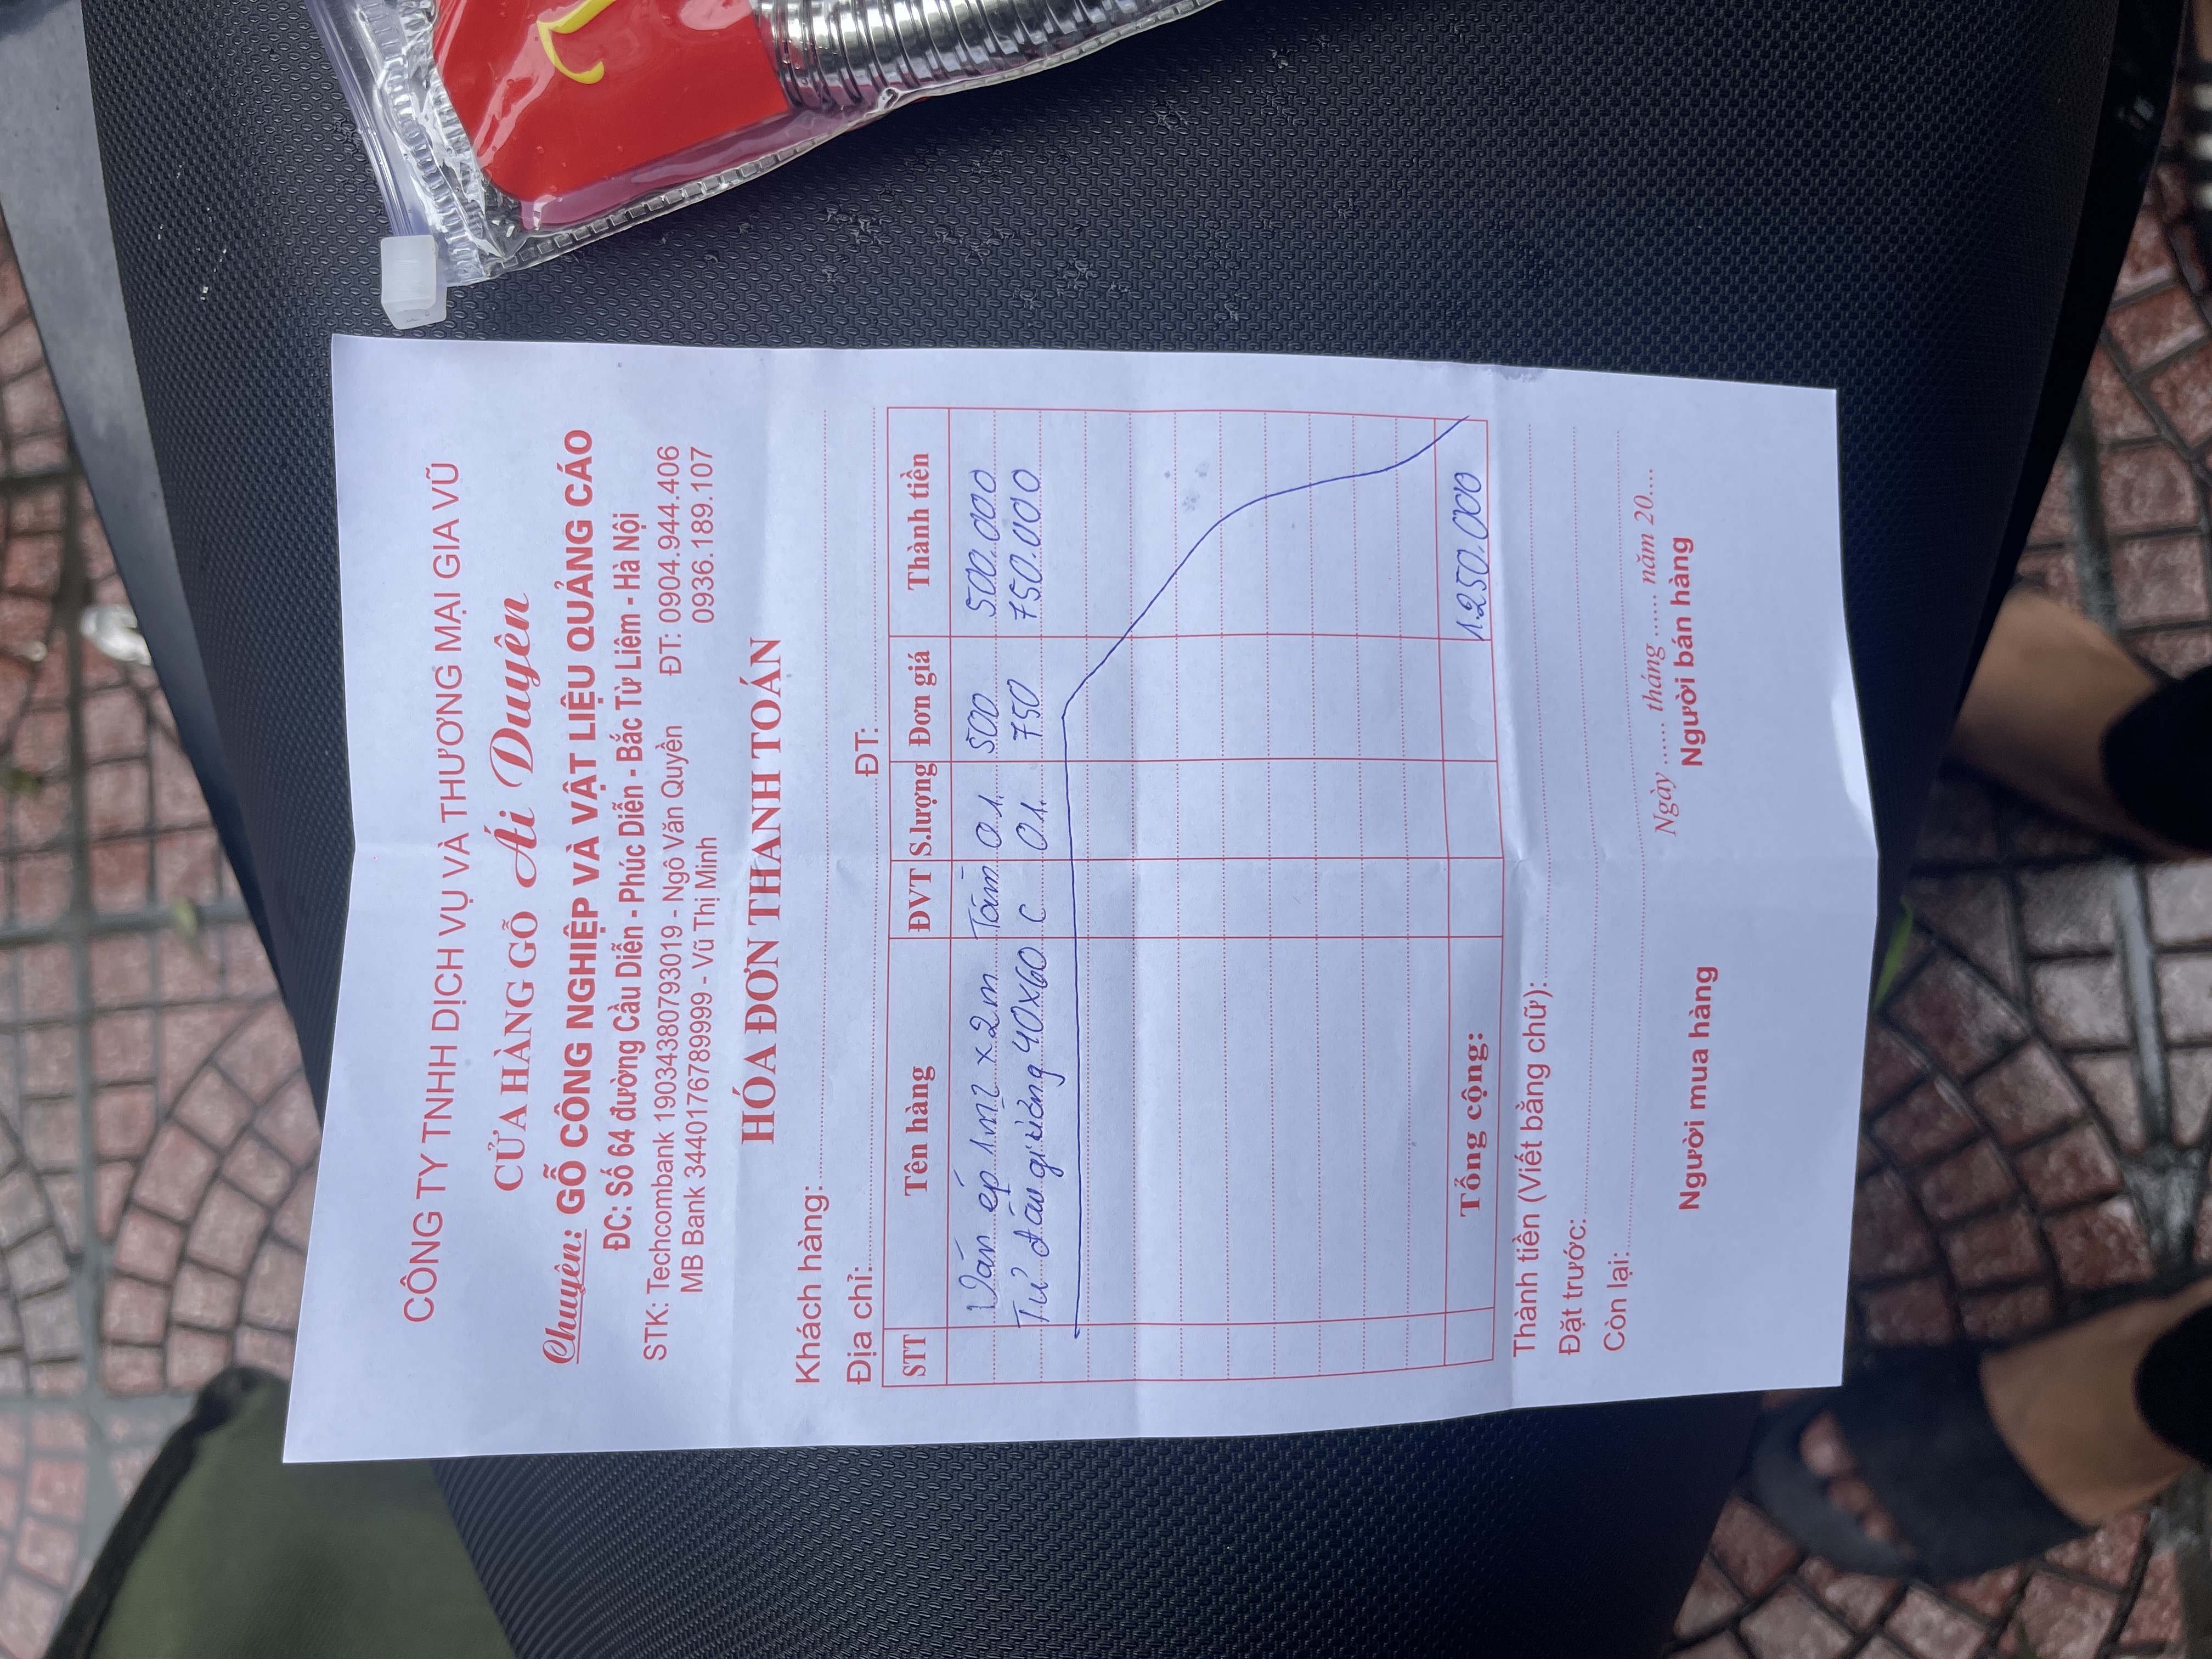 CÔNG TY TNHH DỊCH VỤ VÀ THƯƠNG MẠI GIA VŨ
CỬA HÀNG GỖ Ái Duyên
Chuyên: GỖ CÔNG NGHIỆP VÀ VẬT LIỆU QUẢNG CÁO
ĐC: Số 64 đường Cầu Diễn - Phúc Diễn - Bắc Từ Liêm - Hà Nội
STK: Techcombank 19034380793019 - Ngô Văn Quyền ĐT: 0904.944.406
MB Bank 3440176789999 - Vũ Thị Minh 0936.189.107
HÓA ĐƠN THANH TOÁN
Khách hàng:
Địa chỉ: ĐT:
STT Tên hàng ĐVT S.lượng Đơn giá Thành tiền
Ván ép 1m2 x 2m Tấm 01. 500 500.000
Tủ đầu giường 40x60 C 01. 750 750.000
Tổng cộng: 1.250.000
Thành tiền (Viết bằng chữ):
Đặt trước:
Còn lại:
Ngày ..... tháng ...... năm 20....
Người mua hàng Người bán hàng